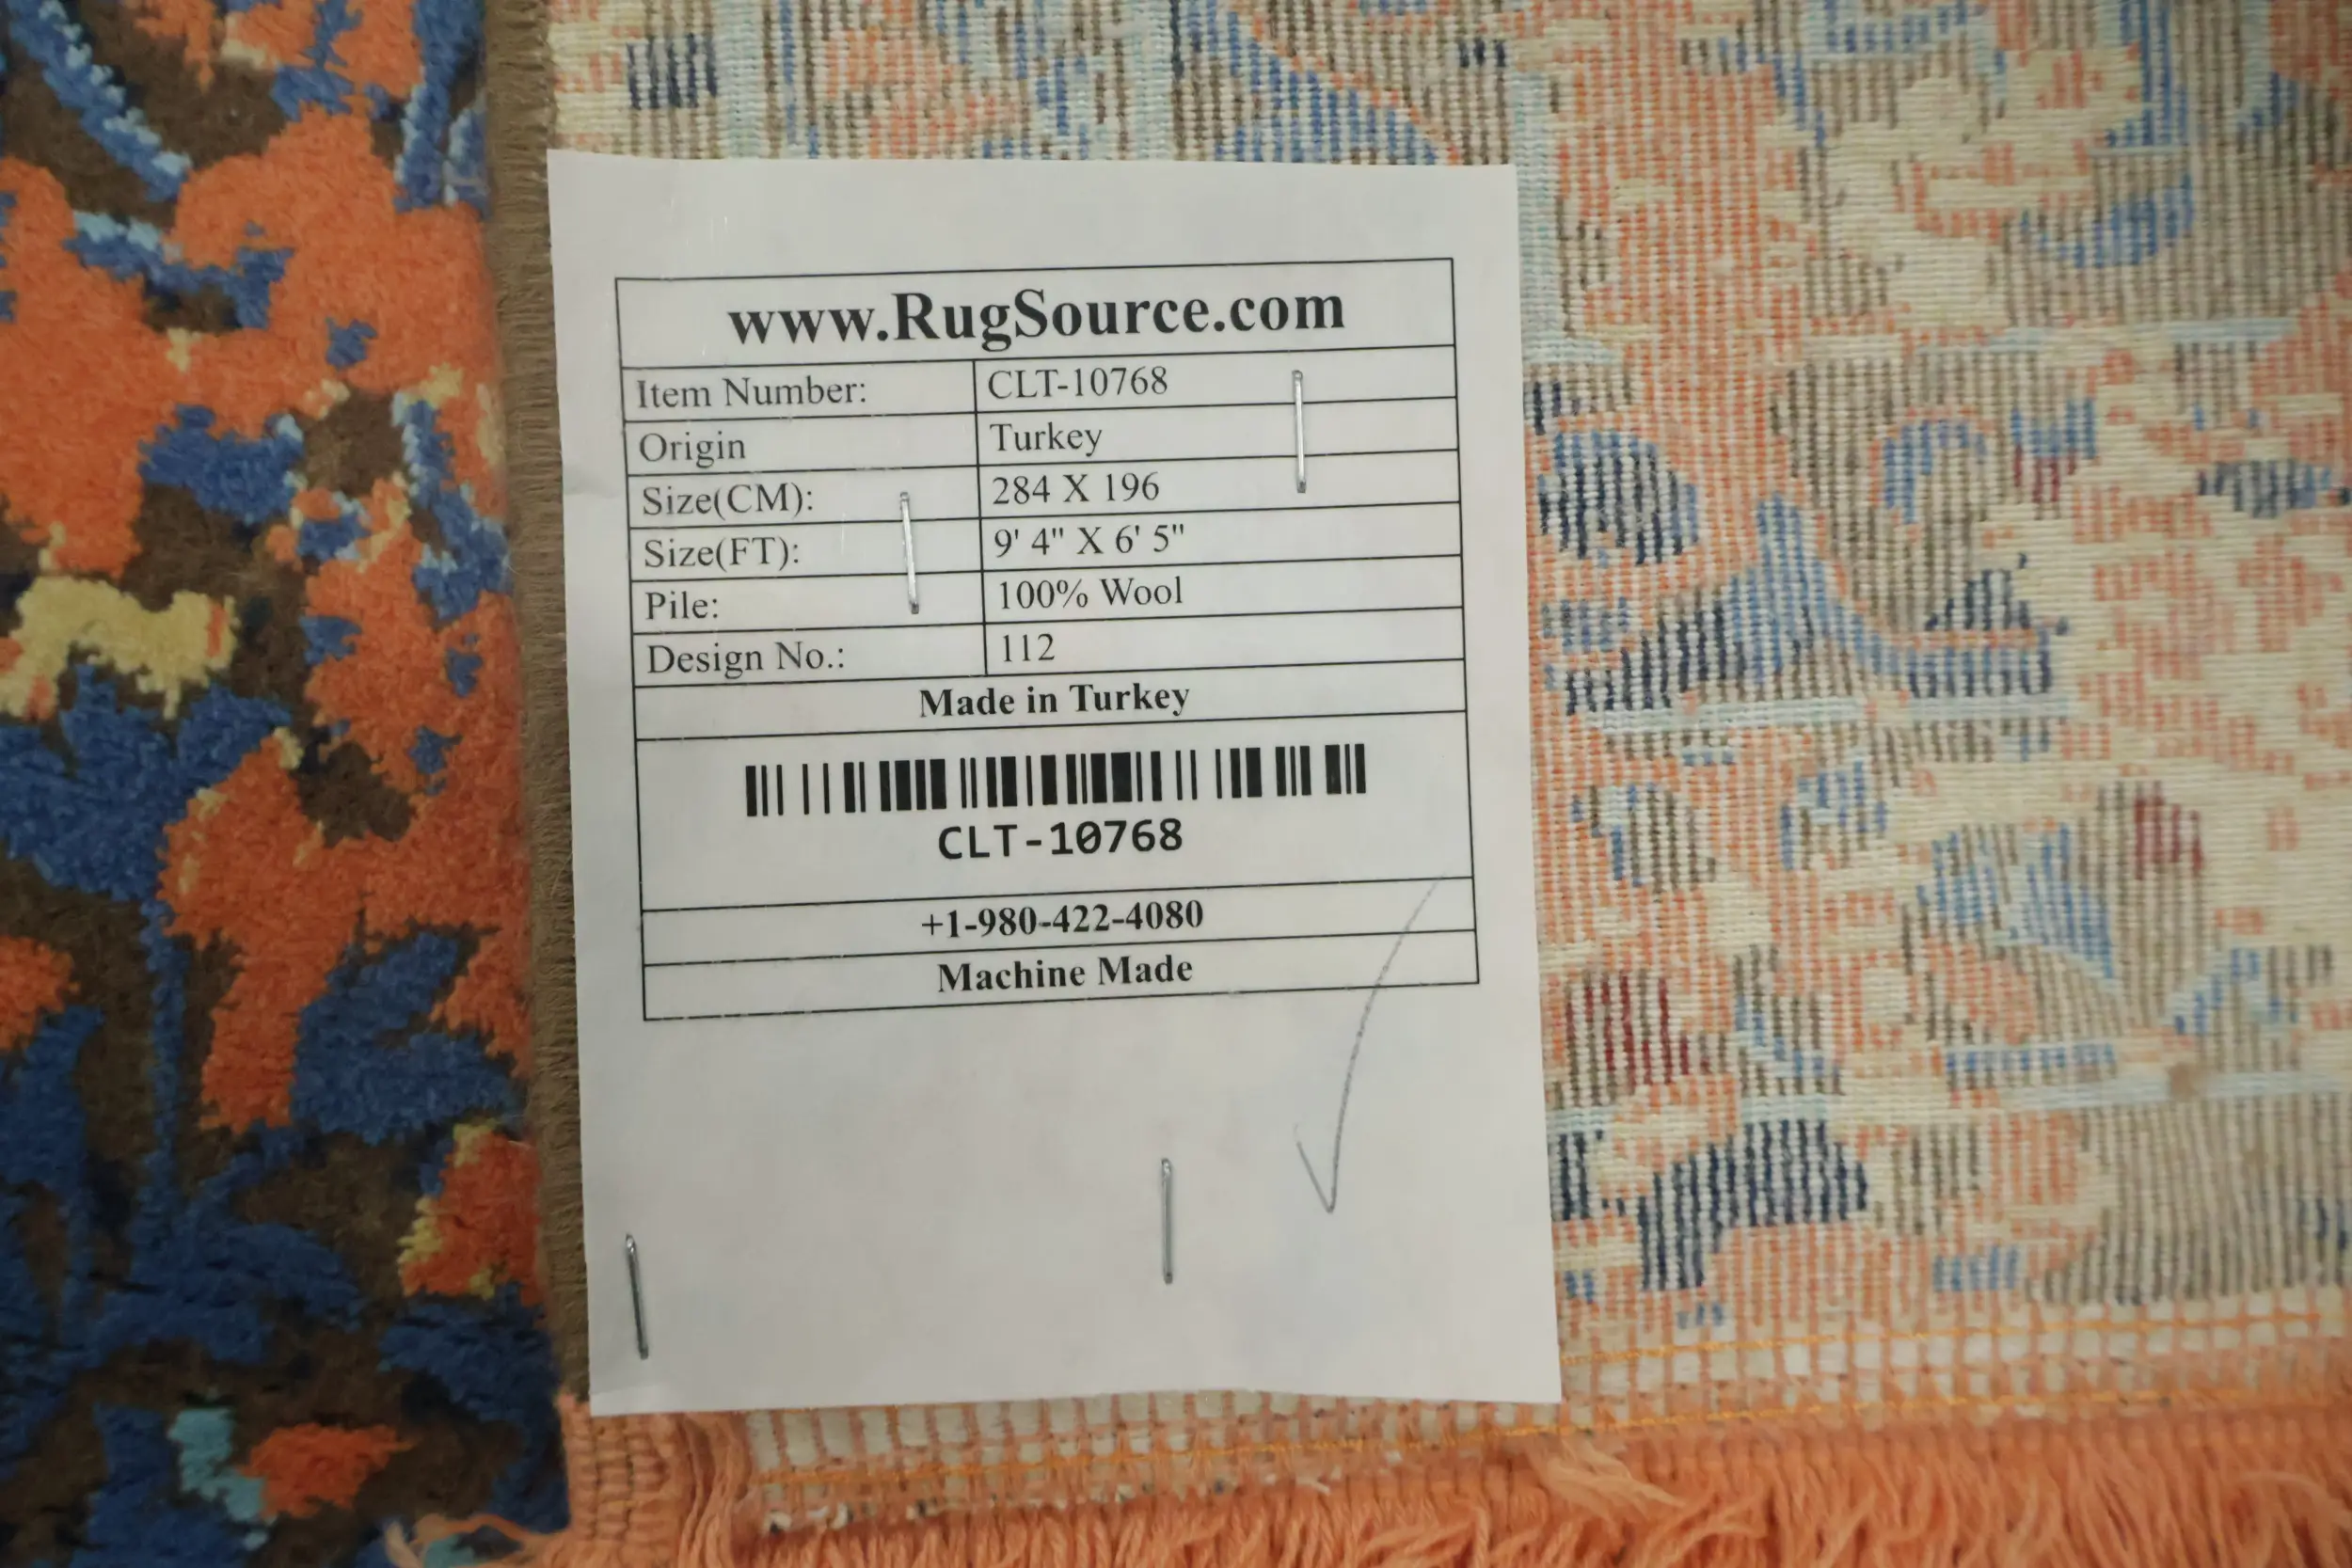 www.RugSource.com
Item Number: CLT-10768
Origin Turkey
Size(CM): 284 X 196
Size(FT): 9' 4" X 6' 5"
Pile: 100% Wool
Design No.: 112
Made in Turkey
CLT-10768
+1-980-422-4080
Machine Made